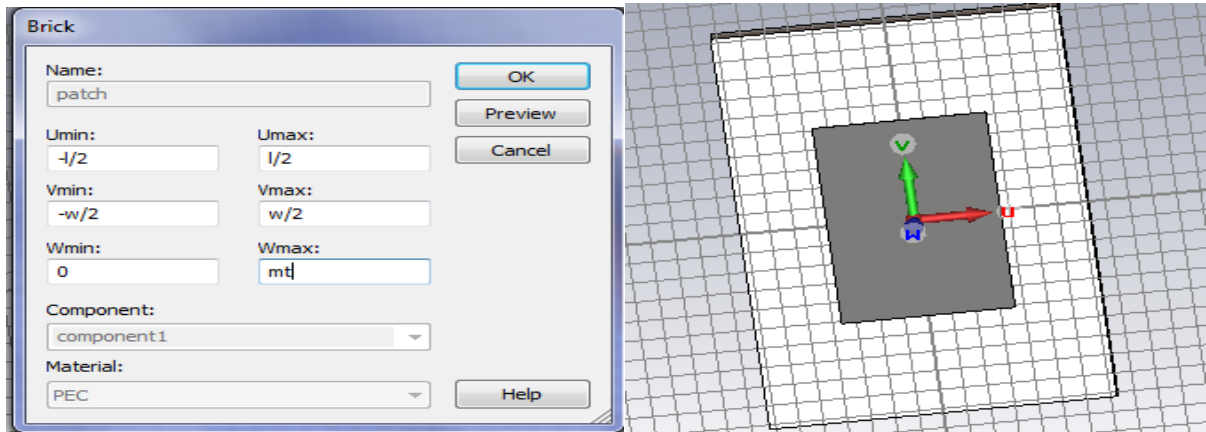 Brick
Name:
patch
OK
Preview
Cancel
Umin:
Umax:
-l/2
l/2
Vmin:
Vmax:
-w/2
w/2
Wmin:
Wmax:
0
mt
Component:
component1
Material:
PEC
Help
V
U
W